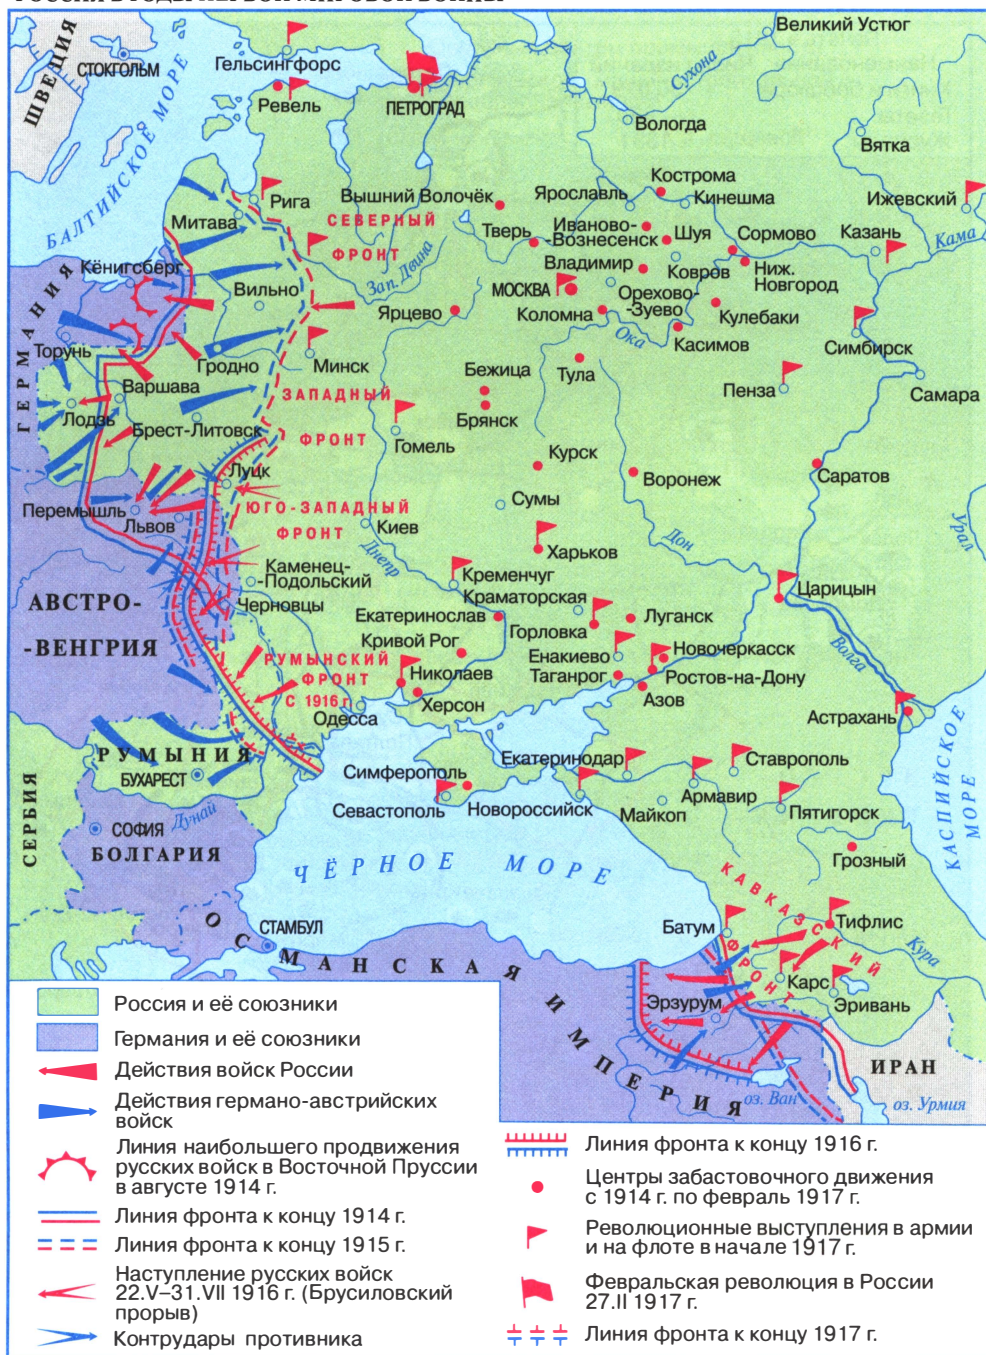 РОССИЯ В ГОДЫ ПЕРВОЙ МИРОВОЙ ВОЙНЫ
ШВЕЦИЯ
СТОКГОЛЬМ
БАЛТИЙСКОЕ МОРЕ
Гельсингфорс
Ревель
ПЕТРОГРАД
Великий Устюг
Сухона
Вологда
Вятка
Рига
Митава
СЕВЕРНЫЙ
ФРОНТ
Зап. Двина
Вышний Волочёк
Тверь
Ярославль
Кострома
Кинешма
Иваново-
-Вознесенск
Шуя
Сормово
Казань
Ижевский
Кама
Владимир
Ковров
Ниж.
Новгород
МОСКВА
Орехово-
-Зуево
Кулебаки
Ярцево
Коломна
Ока
Касимов
Симбирск
Самара
ГЕРМАНИЯ
Кёнигсберг
Вильно
Торунь
Гродно
Минск
Варшава
Лодзь
Брест-Литовск
ЗАПАДНЫЙ
ФРОНТ
Бежица
Брянск
Тула
Пенза
Гомель
Курск
Воронеж
Саратов
Сумы
Луцк
ЮГО-ЗАПАДНЫЙ
ФРОНТ
Перемышль
Львов
Киев
Днепр
Харьков
Дон
Урал
Каменец-
-Подольский
Черновцы
АВСТРО-
-ВЕНГРИЯ
Кременчуг
Краматорская
Екатеринослав
Горловка
Луганск
Царицын
Волга
Кривой Рог
Енакиево
Новочеркасск
Таганрог
Ростов-на-Дону
Азов
РУМЫНСКИЙ
ФРОНТ
С 1916 г.
Николаев
Херсон
Одесса
Астрахань
КАСПИЙСКОЕ
МОРЕ
РУМЫНИЯ
БУХАРЕСТ
Дунай
СЕРБИЯ
СОФИЯ
БОЛГАРИЯ
Симферополь
Севастополь
Екатеринодар
Новороссийск
Ставрополь
Армавир
Майкоп
Пятигорск
Грозный
ЧЁРНОЕ МОРЕ
КАВКАЗСКИЙ
ФРОНТ
Батум
Тифлис
Кура
Карс
Эрзурум
Эривань
СТАМБУЛ
ОСМАНСКАЯ ИМПЕРИЯ
ИРАН
оз. Ван
оз. Урмия
Россия и её союзники
Германия и её союзники
Действия войск России
Действия германо-австрийских
войск
Линия наибольшего продвижения
русских войск в Восточной Пруссии
в августе 1914 г.
Линия фронта к концу 1914 г.
Линия фронта к концу 1915 г.
Наступление русских войск
22.V–31.VII 1916 г. (Брусиловский
прорыв)
Контрудары противника
Линия фронта к концу 1916 г.
Центры забастовочного движения
с 1914 г. по февраль 1917 г.
Революционные выступления в армии
и на флоте в начале 1917 г.
Февральская революция в России
27.II 1917 г.
Линия фронта к концу 1917 г.